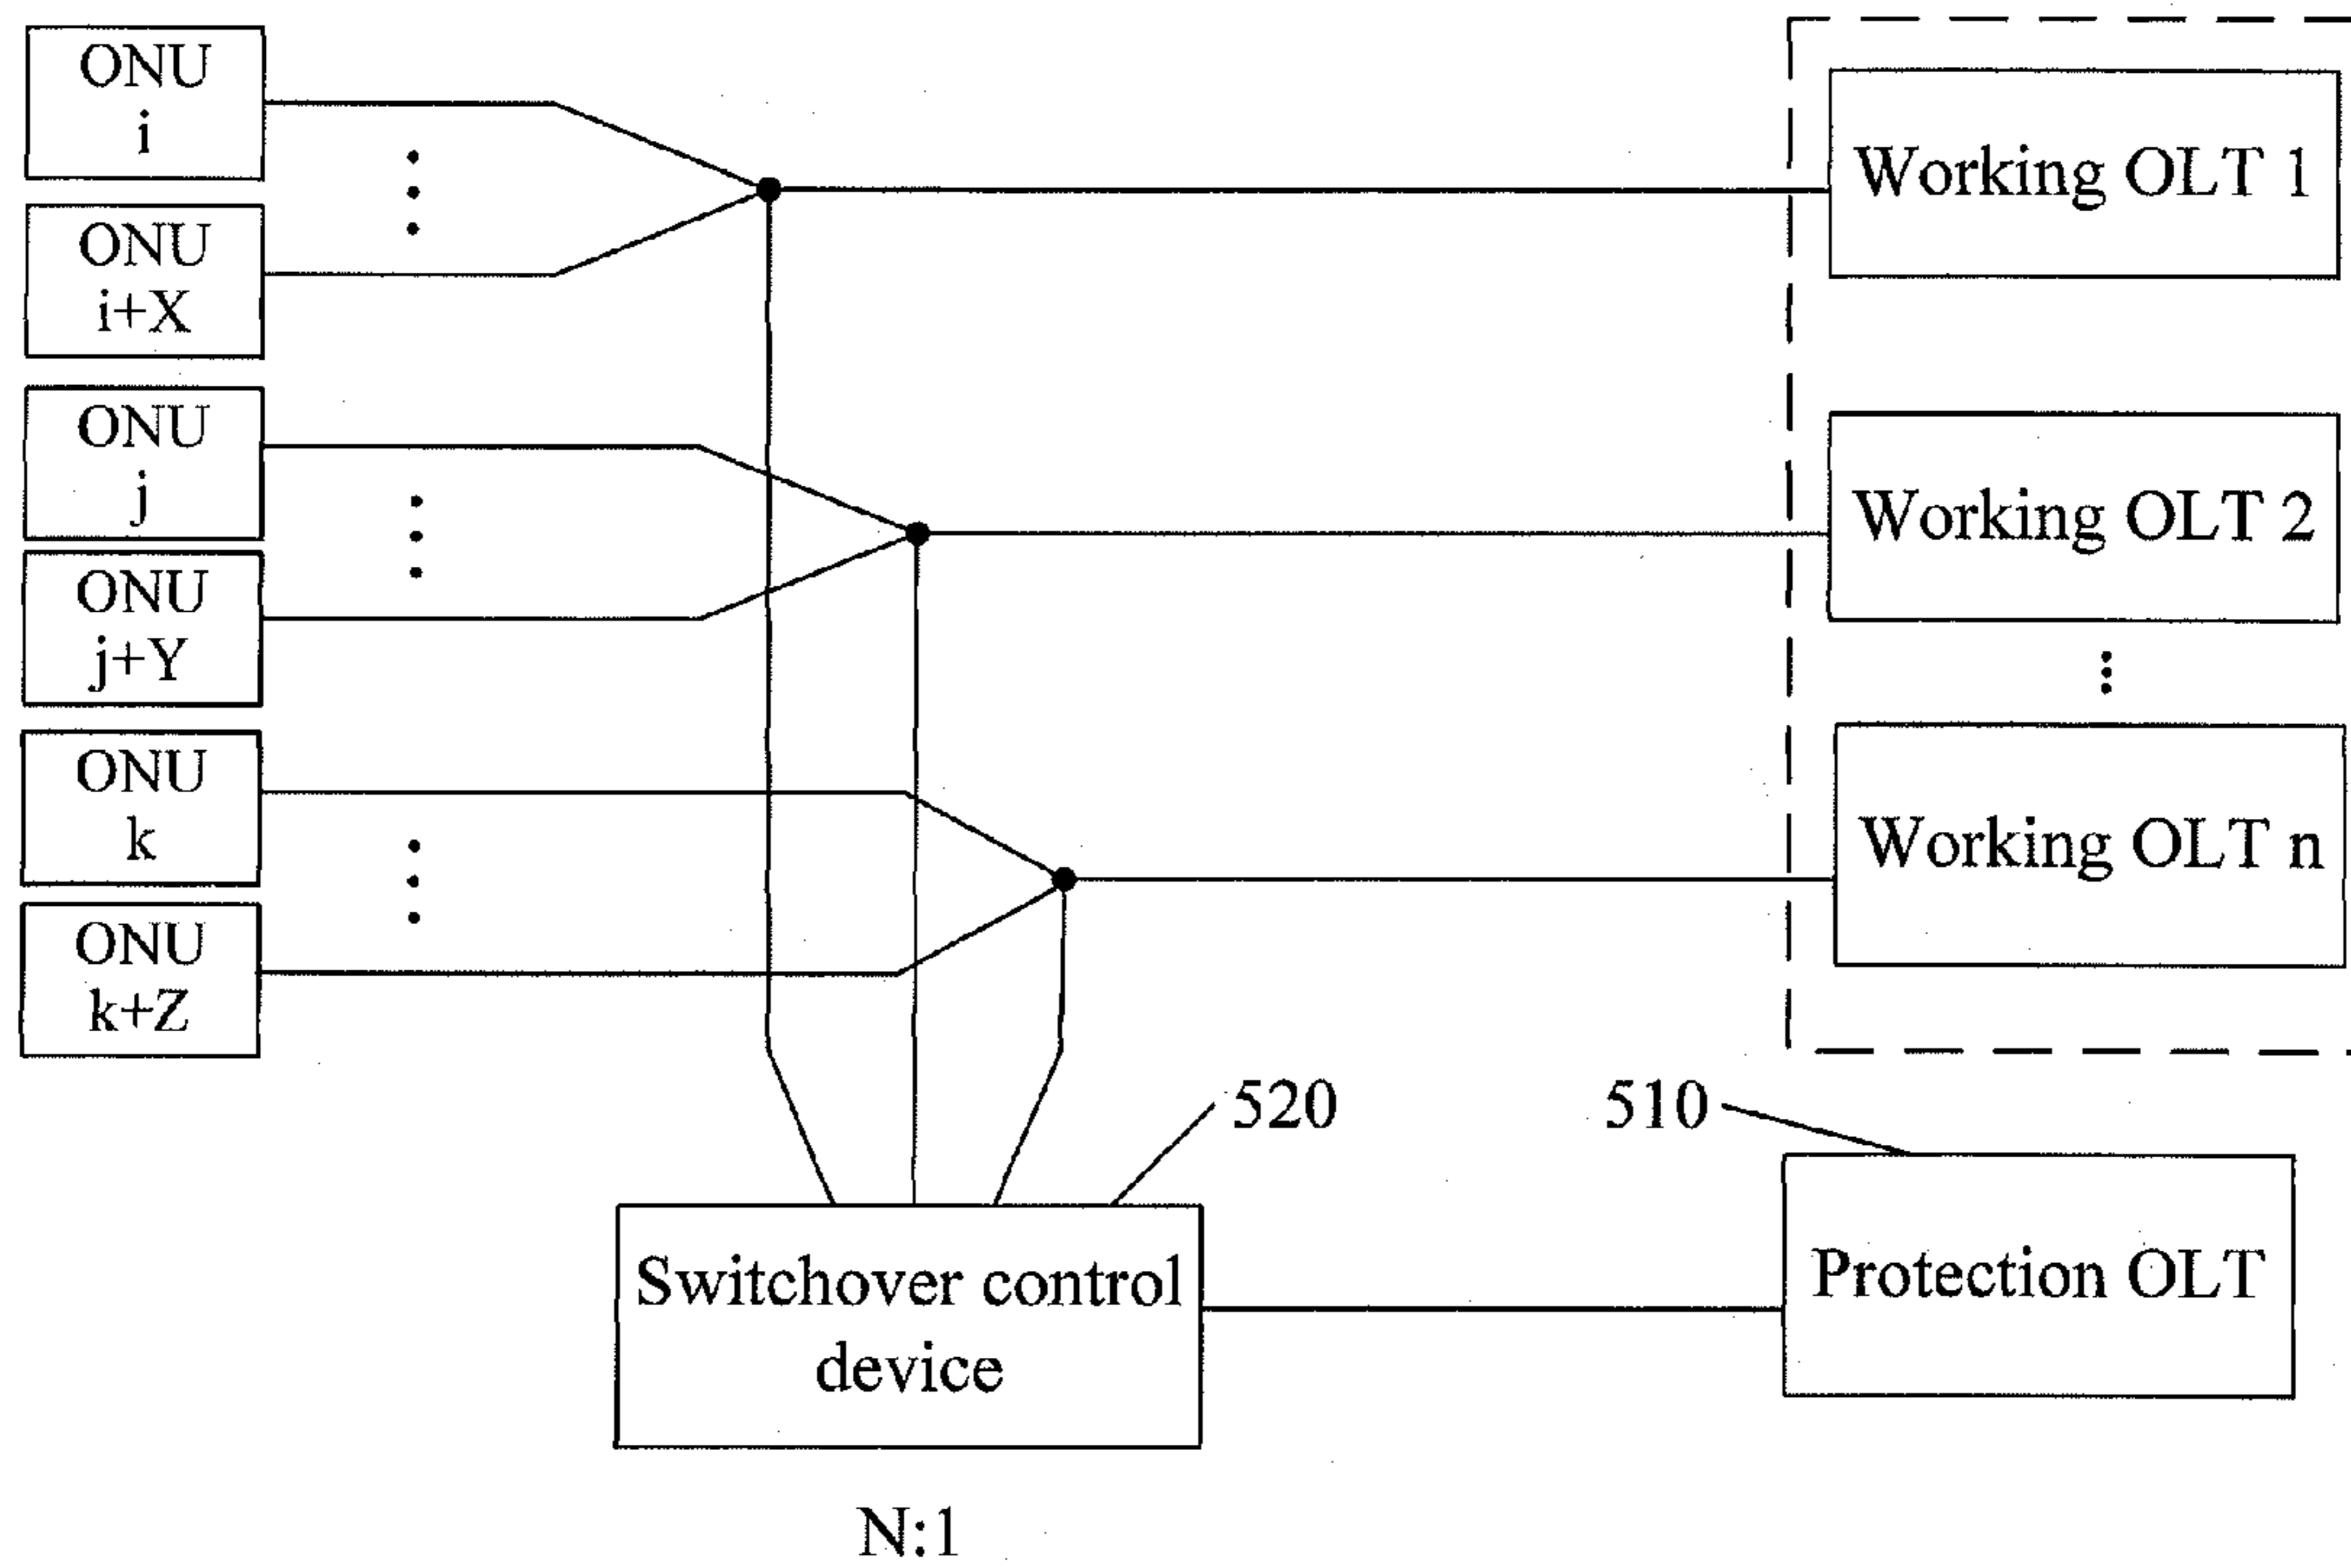 ONU
i
ONU
i+X
ONU
j
ONU
j+Y
ONU
k
ONU
k+Z
Working OLT 1
Working OLT 2
Working OLT n
520
510
Switchover control
device
Protection OLT
N:1